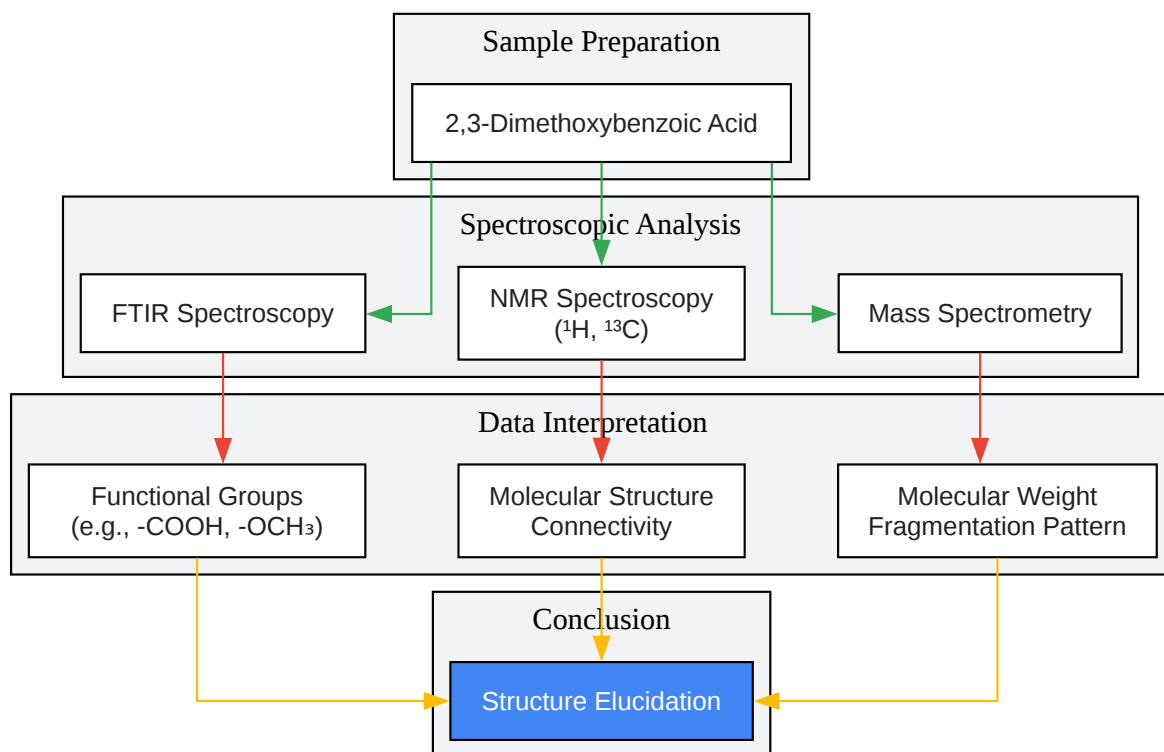 Sample Preparation
2,3-Dimethoxybenzoic Acid
Spectroscopic Analysis
FTIR Spectroscopy
NMR Spectroscopy
(¹H, ¹³C)
Mass Spectrometry
Data Interpretation
Functional Groups
(e.g., -COOH, -OCH₃)
Molecular Structure
Connectivity
Molecular Weight
Fragmentation Pattern
Conclusion
Structure Elucidation